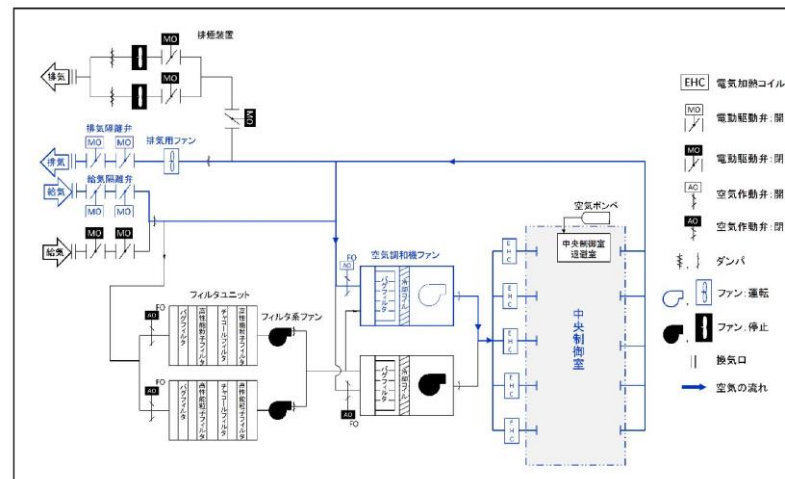 排煙装置
MO
MO
MO
排気
排気隔離弁
排気用ファン
MO
MO
排気
給気隔離弁
給気
MO
MO
MO
MO
給気
空気ボンベ
中央制御室
退避室
中央制御室
空気調和機ファン
FO
AO
バグフィルタ
冷却コイル
バグフィルタ
冷却コイル
AO
FO
EHC
EHC
EHC
EHC
EHC
フィルタユニット
フィルタ系ファン
FO
AO
バグフィルタ
高性能粒子フィルタ
チャコールフィルタ
高性能粒子フィルタ
FO
AO
バグフィルタ
高性能粒子フィルタ
チャコールフィルタ
高性能粒子フィルタ
EHC 電気加熱コイル
MO 電動駆動弁:開
MO 電動駆動弁:閉
AO 空気作動弁:開
AO 空気作動弁:閉
ダンパ
ファン:運転
ファン:停止
換気口
空気の流れ